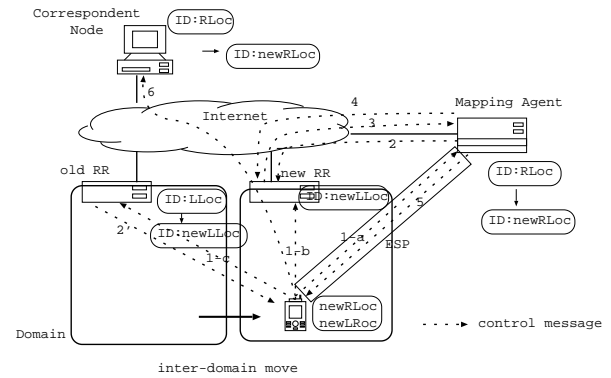 Correspondent
Node
ID:RLoc
ID:newRLoc
6
Internet
4
3
2
Mapping Agent
old RR
new RR
ID:RLoc
ID:newRLoc
ID:LLoc
ID:newLLoc
ID:newLLoc
2'
1-c
1-b
1-a
5
ESP
newRLoc
newLRoc
Domain
control message
inter-domain move